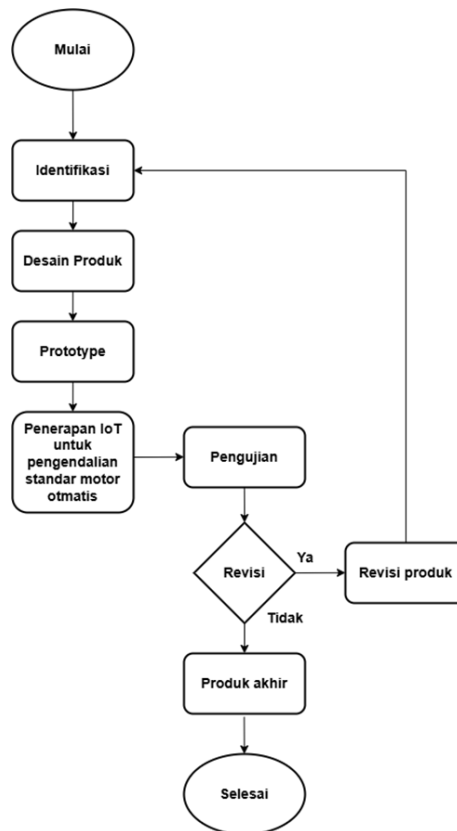 Mulai
Identifikasi
Desain Produk
Prototype
Penerapan IoT
untuk
pengendalian
standar motor
otmatis
Pengujian
Revisi
Ya
Revisi produk
Tidak
Produk akhir
Selesai